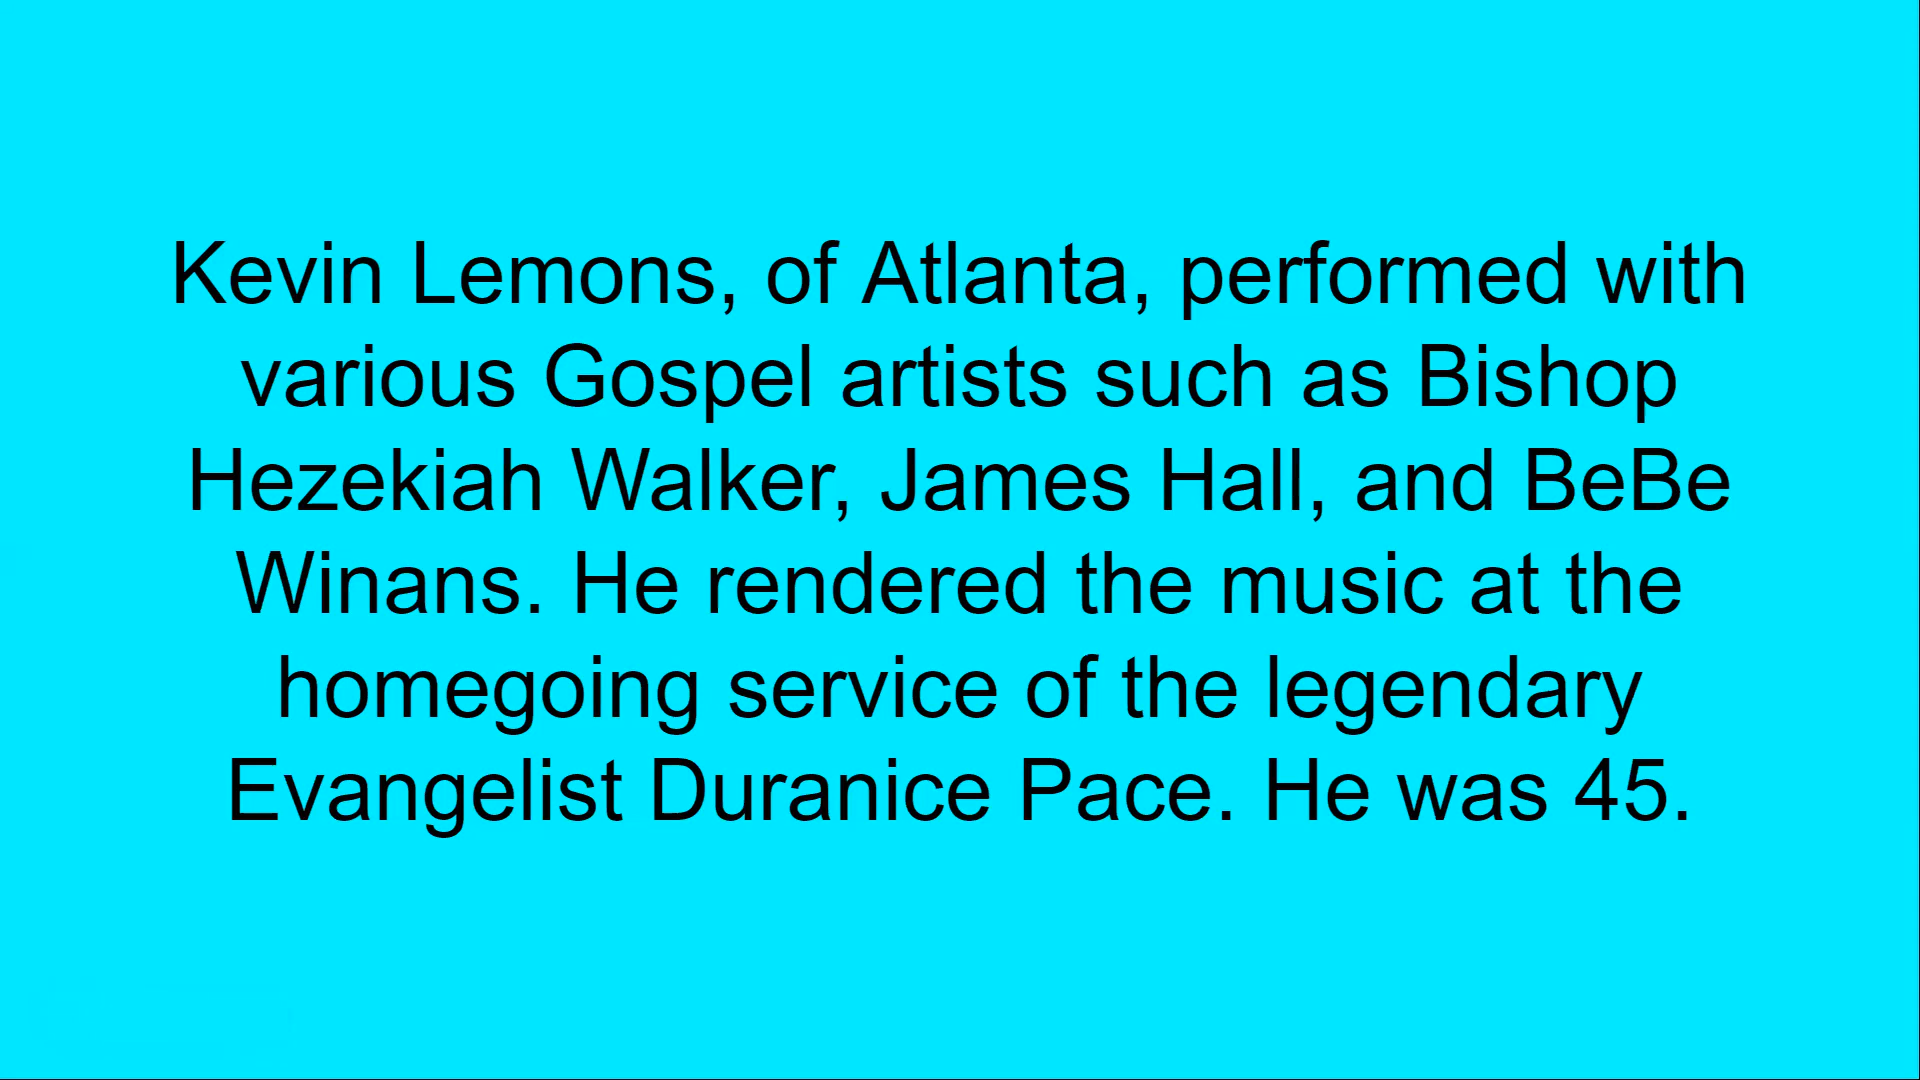 Kevin Lemons, of Atlanta, performed with
various Gospel artists such as Bishop
Hezekiah Walker, James Hall, and BeBe
Winans. He rendered the music at the
homegoing service of the legendary
Evangelist Duranice Pace. He was 45.